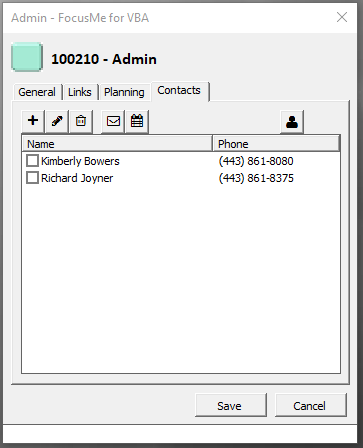 Admin - FocusMe for VBA
100210 - Admin
General Links Planning Contacts
Name Phone
Kimberly Bowers (443) 861-8080
Richard Joyner (443) 861-8375
Save Cancel